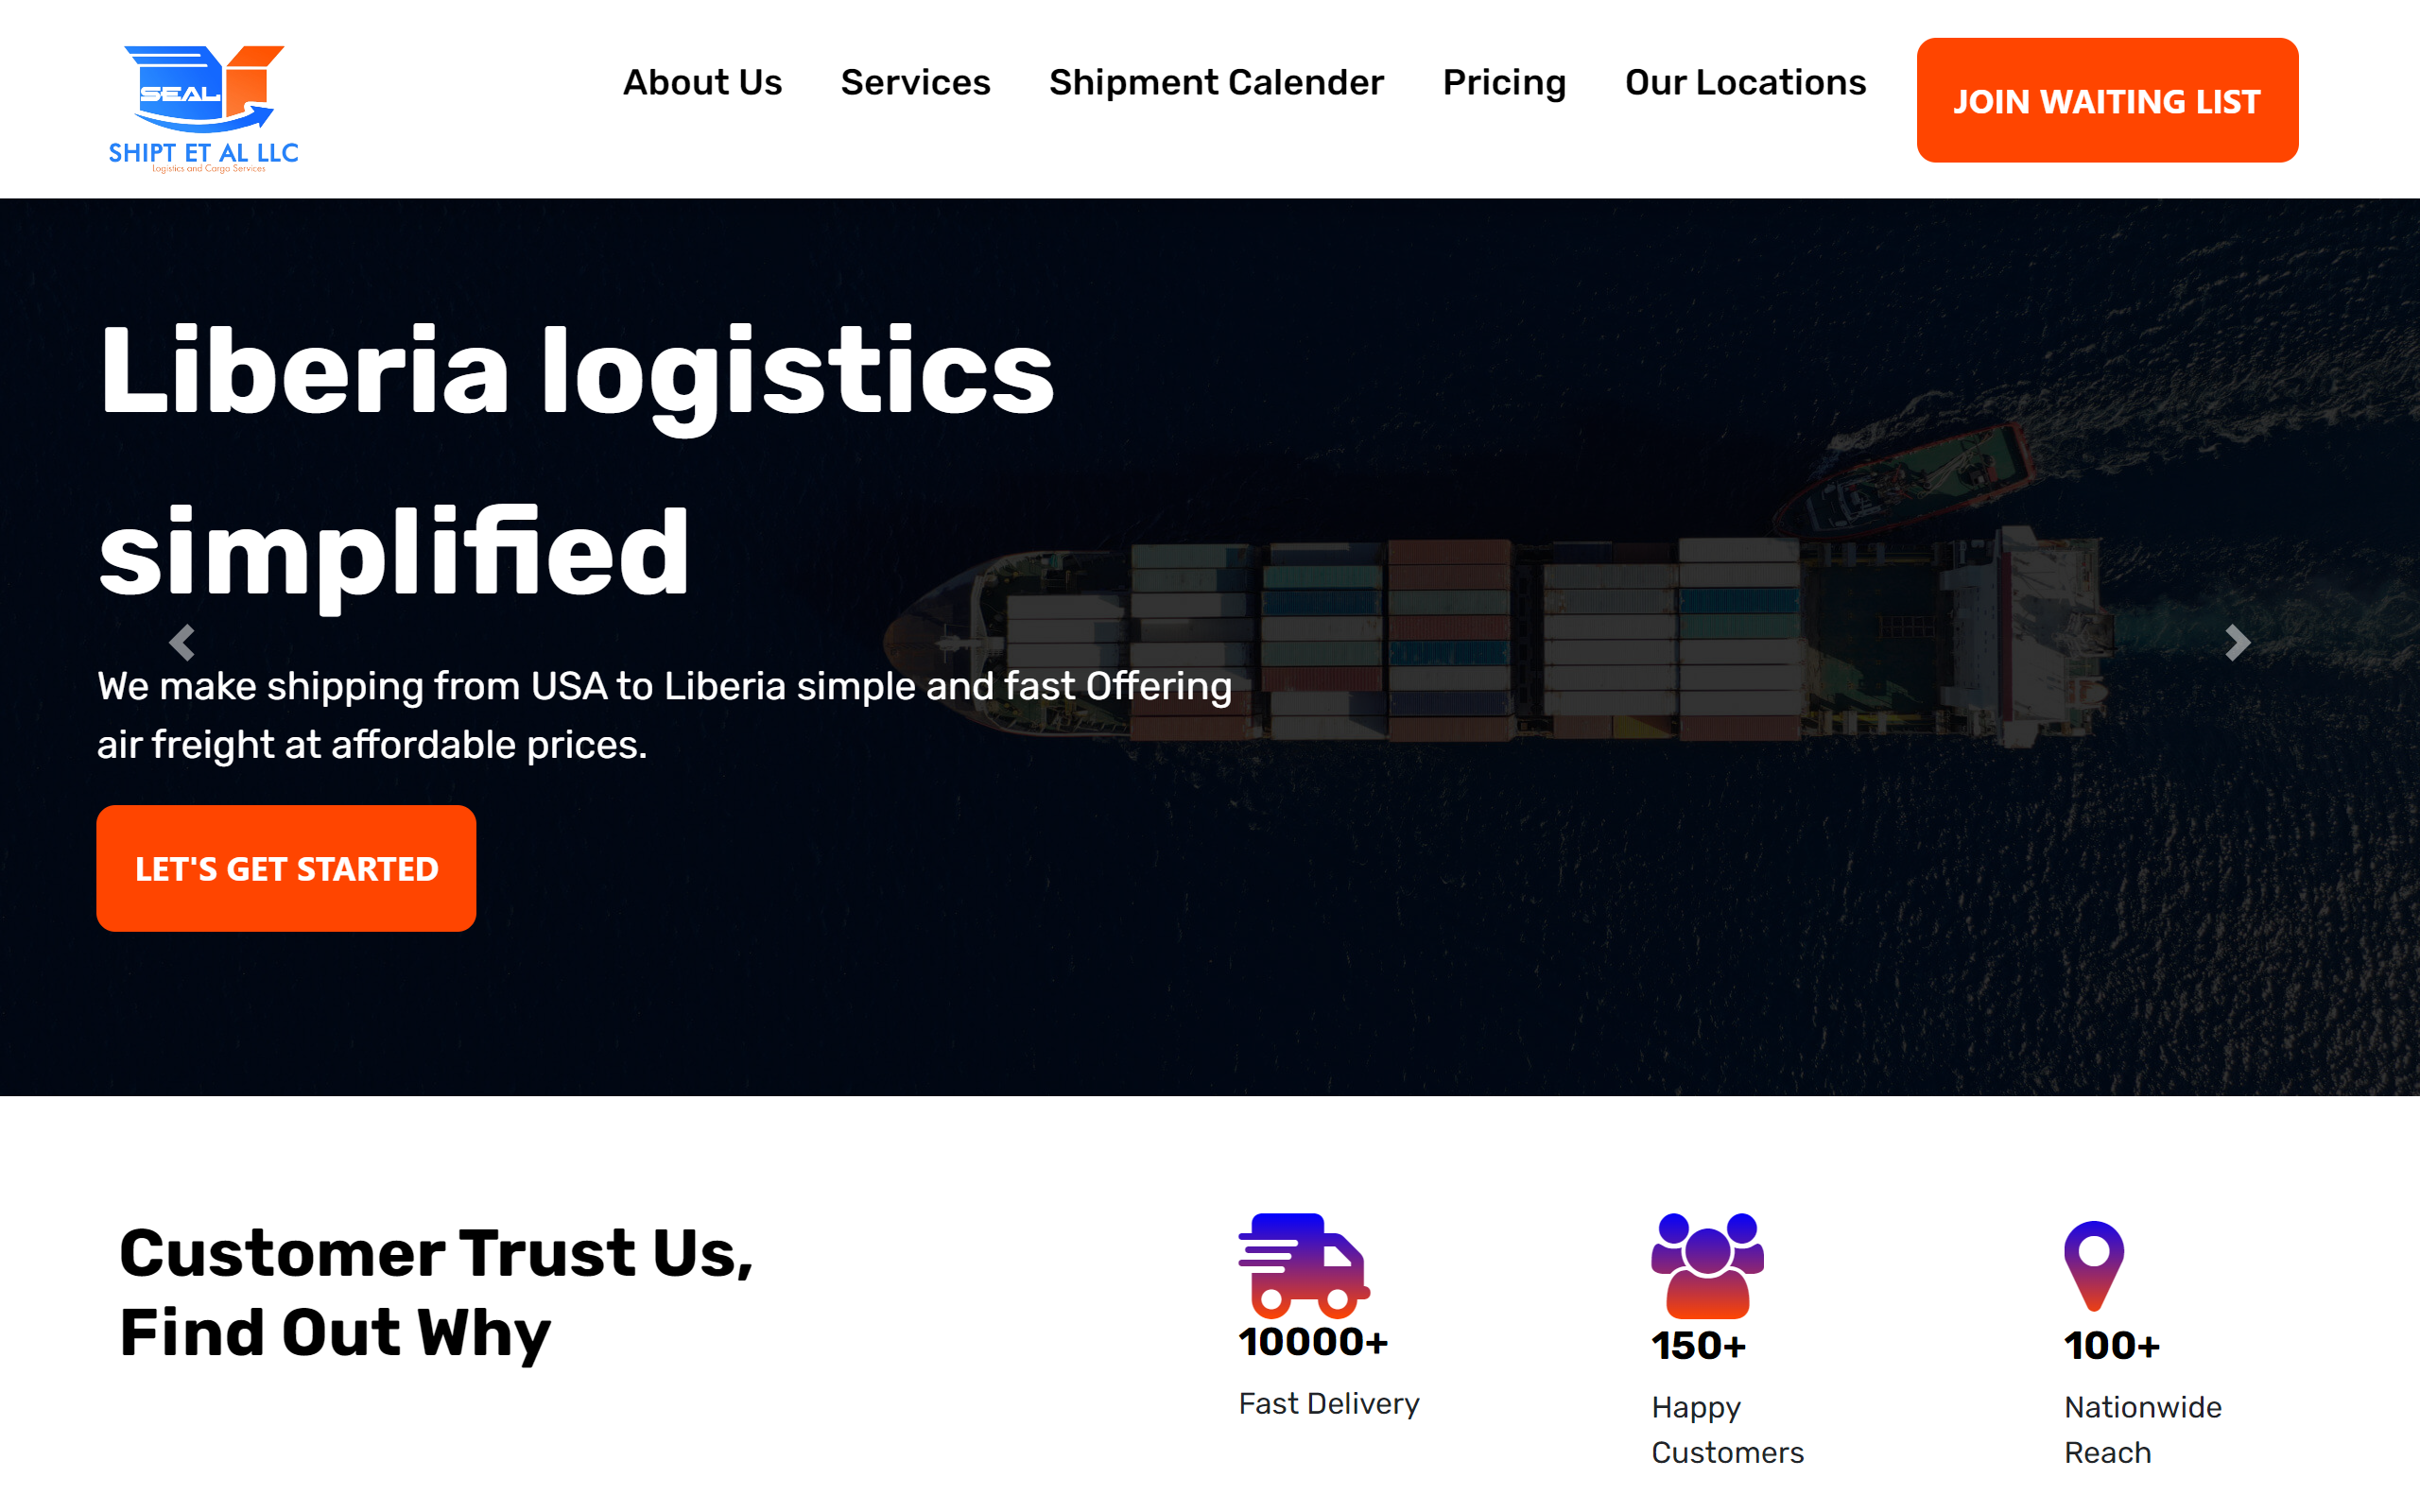 SEAL
SHIPT ET AL LLC
Logistics and Cargo Services
About Us
Services
Shipment Calender
Pricing
Our Locations
JOIN WAITING LIST
Liberia logistics
simplified
We make shipping from USA to Liberia simple and fast Offering
air freight at affordable prices.
LET'S GET STARTED
Customer Trust Us,
Find Out Why
10000+
Fast Delivery
150+
Happy
Customers
100+
Nationwide
Reach